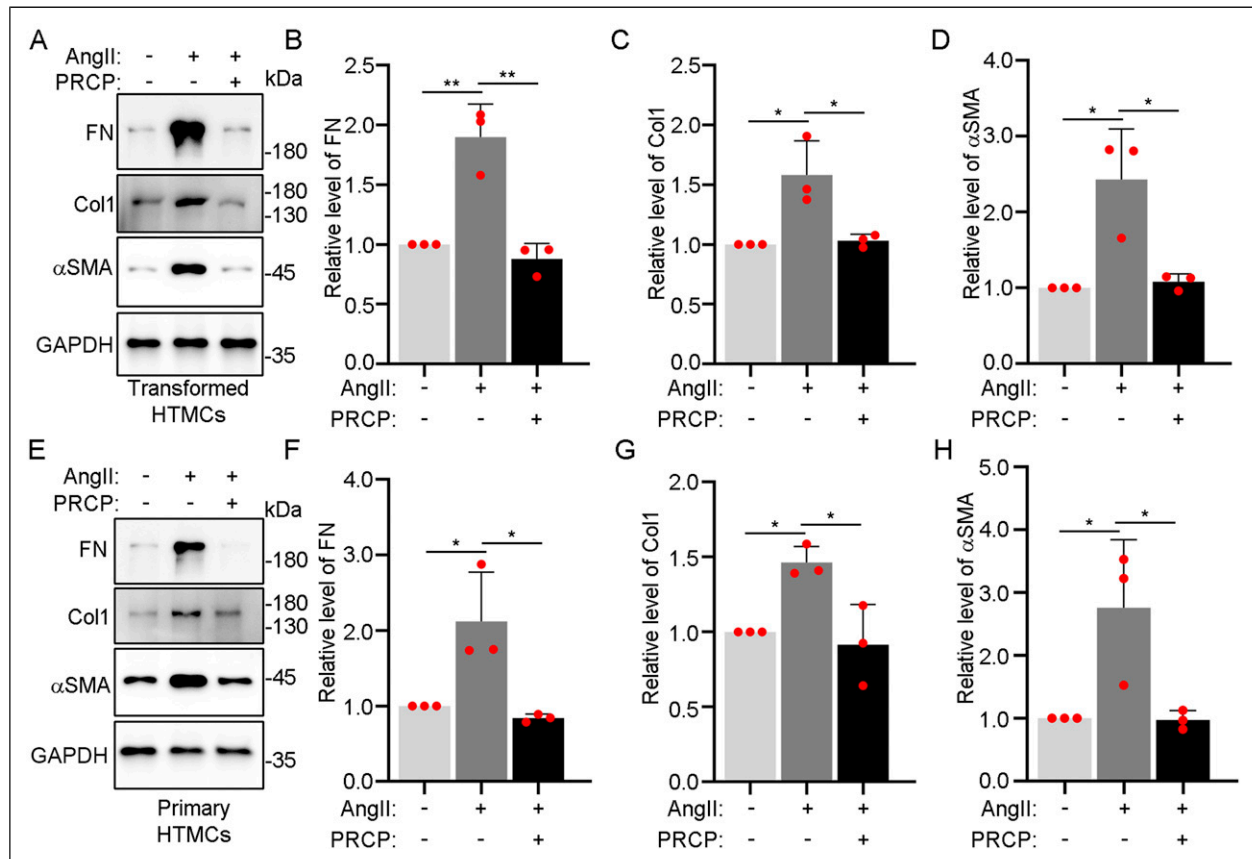 A
AngII: - + +
PRCP: - - +
kDa
FN
-180
Col1
-180
-130
αSMA
-45
GAPDH
-35
Transformed
HTMCs
B
Relative level of FN
2.5
2.0
1.5
1.0
0.5
0.0
** **
AngII: - + +
PRCP: - - +
C
Relative level of Col1
2.5
2.0
1.5
1.0
0.5
0.0
* *
AngII: - + +
PRCP: - - +
D
Relative level of αSMA
4.0
3.0
2.0
1.0
0.0
* *
AngII: - + +
PRCP: - - +
E
AngII: - + +
PRCP: - - +
kDa
FN
-180
Col1
-180
-130
αSMA
-45
GAPDH
-35
Primary
HTMCs
F
Relative level of FN
4.0
3.0
2.0
1.0
0.0
* *
AngII: - + +
PRCP: - - +
G
Relative level of Col1
2.0
1.5
1.0
0.5
0.0
* *
AngII: - + +
PRCP: - - +
H
Relative level of αSMA
5.0
4.0
3.0
2.0
1.0
0.0
* *
AngII: - + +
PRCP: - - +